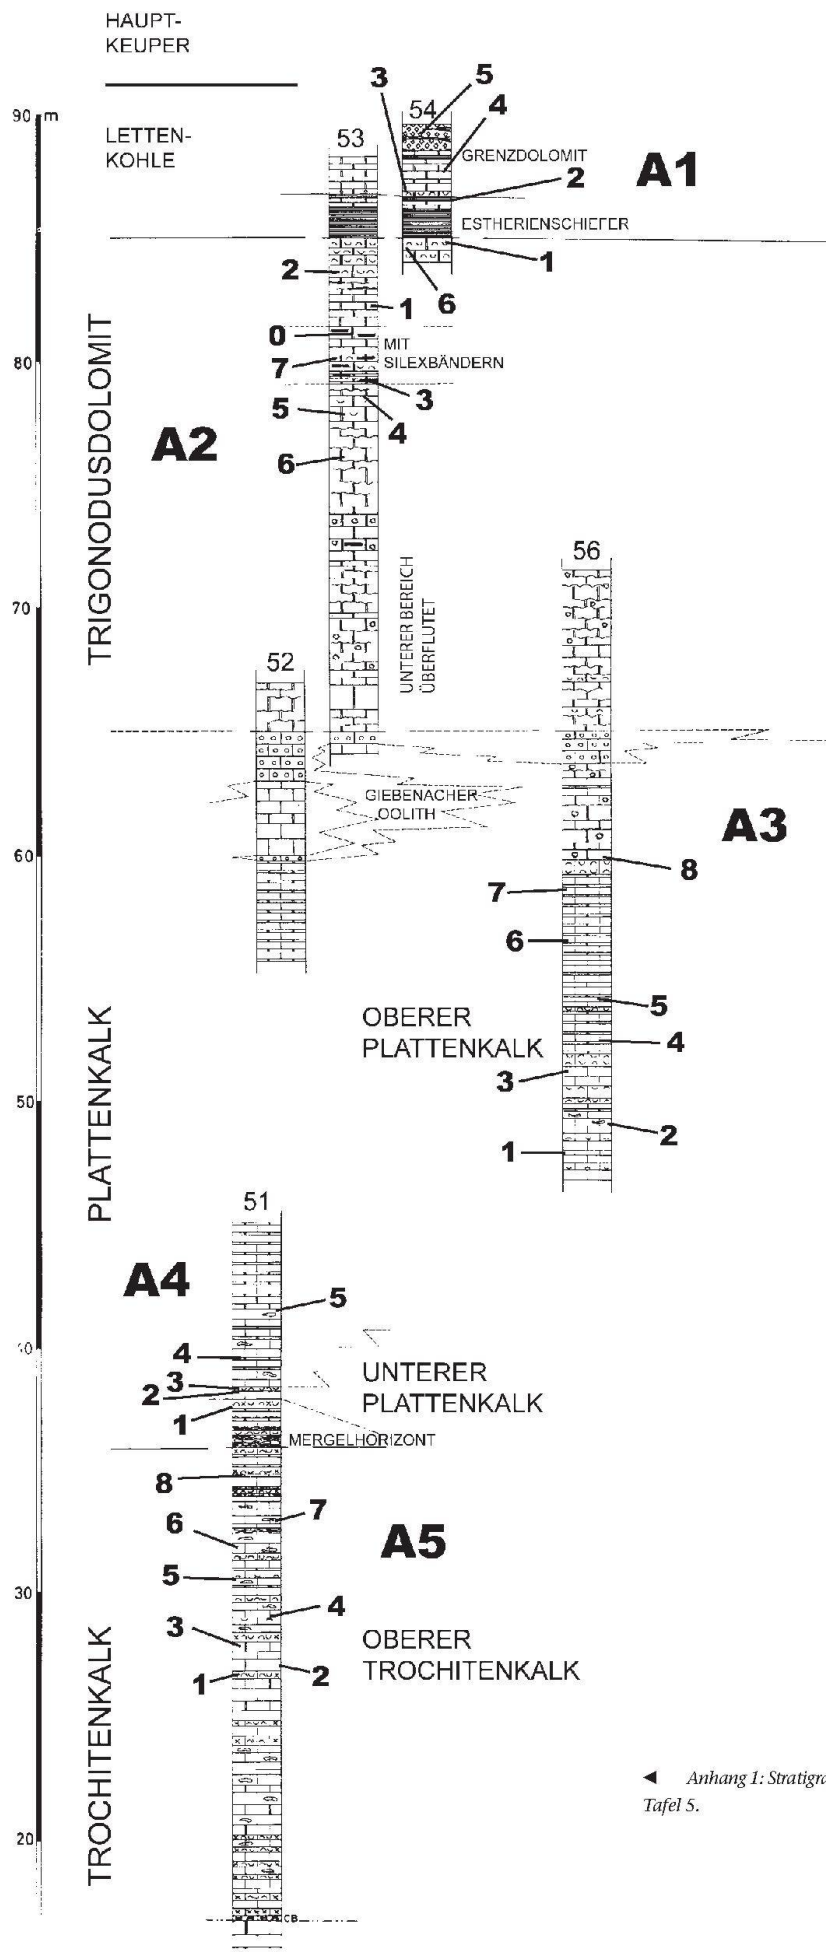 HAUPT-
KEUPER
90 m
LETTEN-
KOHLE
53
3
5
54
4
GRENZDOLOMIT
2
A1
ESTHERIENSCHIEFER
1
6
2
1
0
MIT
SILEXBÄNDERN
7
3
5
4
6
80
TRIGONODUSDOLOMIT
A2
56
70
UNTERER BEREICH
ÜBERFLUTET
52
GIEBENACHER
OOLITH
A3
60
8
7
6
5
OBERER
PLATTENKALK
4
3
2
1
50
PLATTENKALK
51
A4
5
4
3
2
1
UNTERER
PLATTENKALK
MERGELHORIZONT
8
7
6
A5
5
30
4
3
OBERER
TROCHITENKALK
2
1
TROCHITENKALK
20
CB
◄ Anhang 1: Stratigra
Tafel 5.